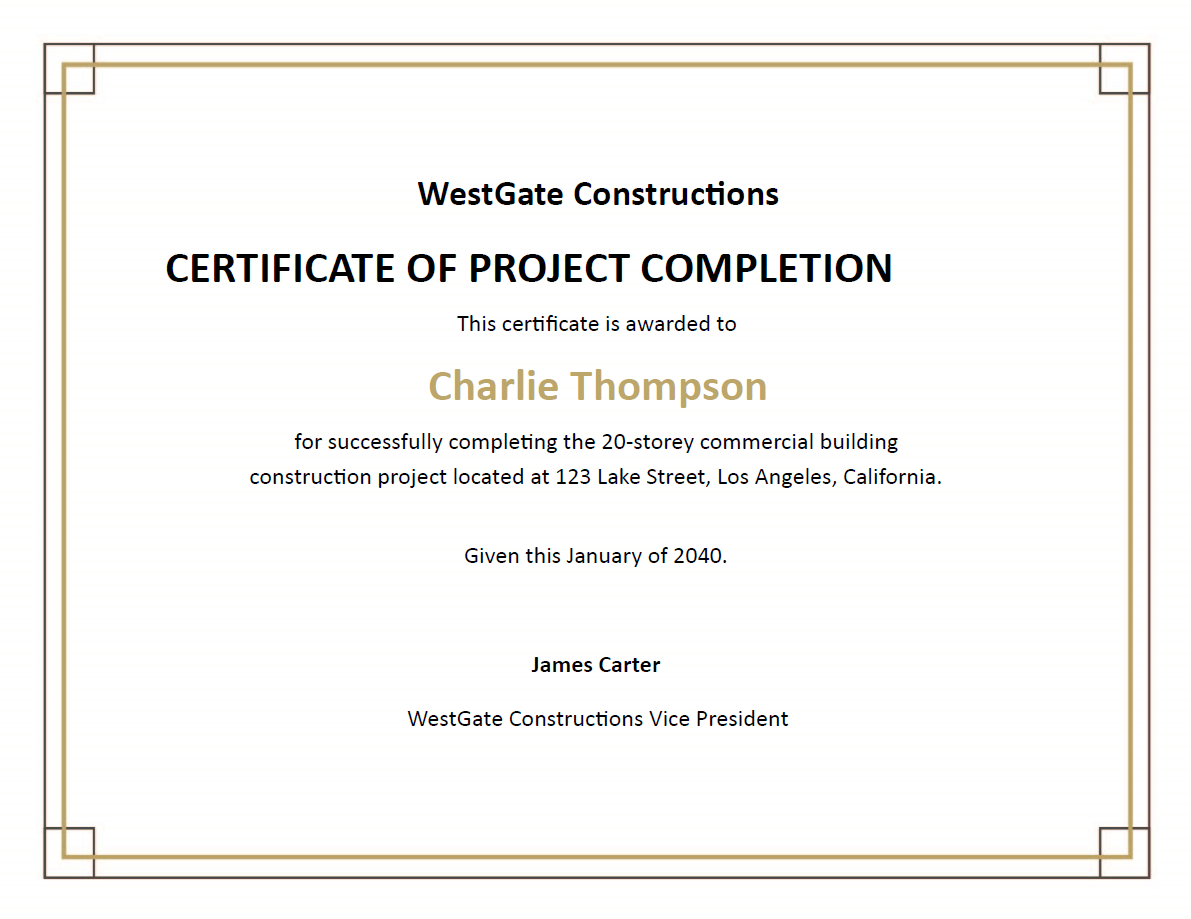 WestGate Constructions
CERTIFICATE OF PROJECT COMPLETION
This certificate is awarded to
Charlie Thompson
for successfully completing the 20-storey commercial building
construction project located at 123 Lake Street, Los Angeles, California.
Given this January of 2040.
James Carter
WestGate Constructions Vice President